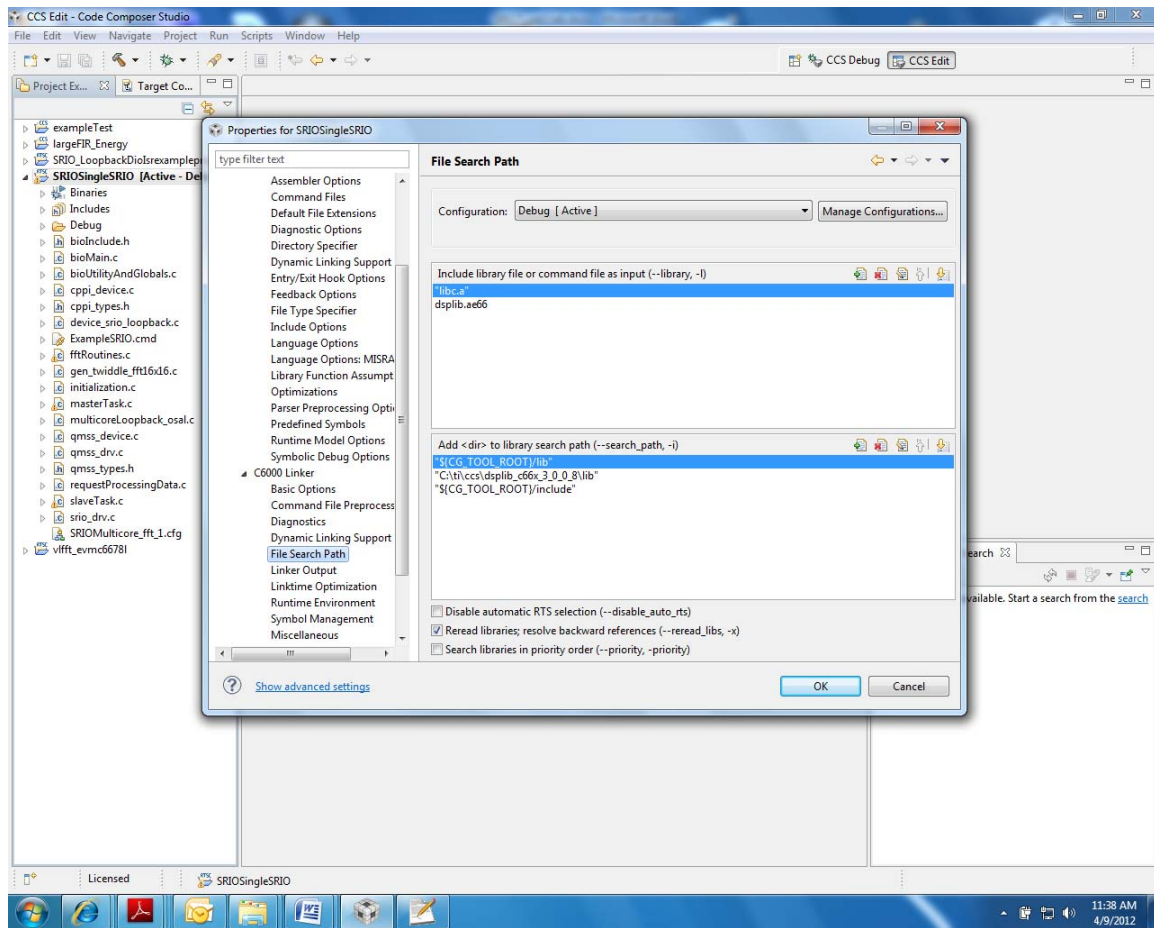 CCS Edit - Code Composer Studio
File Edit View Navigate Project Run Scripts Window Help
CCS Debug CCS Edit
Project Ex... Target Co...
exampleTest
largeFIR_Energy
SRIO_LoopbackDioIsrexamplep
SRIOSingleSRIO [Active - Del
Binaries
Includes
Debug
bioInclude.h
bioMain.c
bioUtilityAndGlobals.c
cppi_device.c
cppi_types.h
device_srio_loopback.c
ExampleSRIO.cmd
fftRoutines.c
gen_twiddle_fft16x16.c
initialization.c
masterTask.c
multicoreLoopback_osal.c
qmss_device.c
qmss_drv.c
qmss_types.h
requestProcessingData.c
slaveTask.c
srio_drv.c
SRIOMulticore_fft_1.cfg
vlfft_evmc6678l
Properties for SRIOSingleSRIO
type filter text
Assembler Options
Command Files
Default File Extensions
Diagnostic Options
Directory Specifier
Dynamic Linking Support
Entry/Exit Hook Options
Feedback Options
File Type Specifier
Include Options
Language Options
Language Options: MISRA
Library Function Assumpt
Optimizations
Parser Preprocessing Opti
Predefined Symbols
Runtime Model Options
Symbolic Debug Options
C6000 Linker
Basic Options
Command File Preprocess
Diagnostics
Dynamic Linking Support
File Search Path
Linker Output
Linktime Optimization
Runtime Environment
Symbol Management
Miscellaneous
File Search Path
Configuration: Debug [ Active ] Manage Configurations...
Include library file or command file as input (--library, -l)
"libc.a"
dsplib.ae66
Add <dir> to library search path (--search_path, -i)
"${CG_TOOL_ROOT}/lib"
"C:\ti\ccs\dsplib_c66x_3_0_0_8\lib"
"${CG_TOOL_ROOT}/include"
Disable automatic RTS selection (--disable_auto_rts)
Reread libraries; resolve backward references (--reread_libs, -x)
Search libraries in priority order (--priority, -priority)
Show advanced settings
OK Cancel
earch
vailable. Start a search from the search
Licensed SRIOSingleSRIO
11:38 AM
4/9/2012